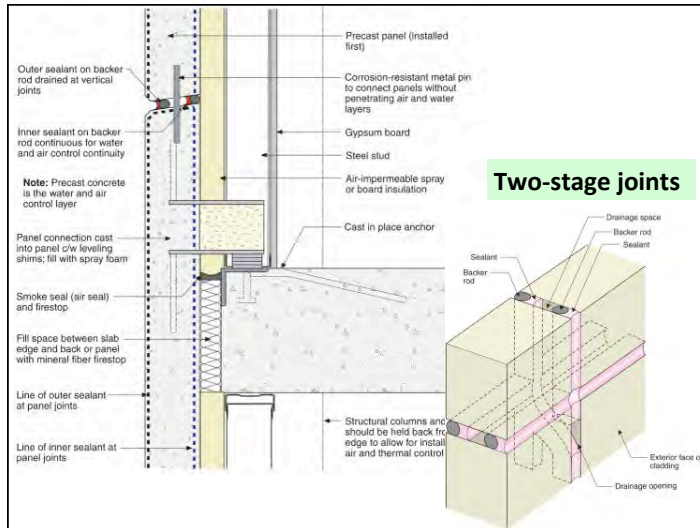 Precast panel (installed
first)
Outer sealant on backer
rod drained at vertical
joints
Corrosion-resistant metal pin
to connect panels without
penetrating air and water
layers
Inner sealant on backer
rod continuous for water
and air control continuity
Gypsum board
Steel stud
Note: Precast concrete
is the water and air
control layer
Air-impermeable spray
or board insulation
Two-stage joints
Panel connection cast
into panel c/w leveling
shims; fill with spray foam
Cast in place anchor
Drainage space
Backer rod
Sealant
Sealant
Backer
rod
Smoke seal (air seal)
and firestop
Fill space between slab
edge and back or panel
with mineral fiber firestop
Line of outer sealant
at panel joints
Line of inner sealant at
panel joints
Structural columns and
should be held back fro
edge to allow for install
air and thermal control
Exterior face o
cladding
Drainage opening